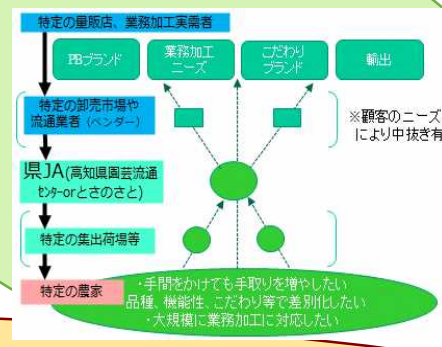 特定の量販店、業務加工実需者
PBブランド
業務加工
ニーズ
こだわり
ブランド
輸出
特定の卸売市場や
流通業者（ベンダー）
※顧客のニーズ
により中抜き有
県JA(高知県園芸流通
センターorとさのさと)
特定の集出荷場等
特定の農家
・手間をかけても手取りを増やしたい
品種、機能性、こだわり等で差別化したい
・大規模に業務加工に対応したい